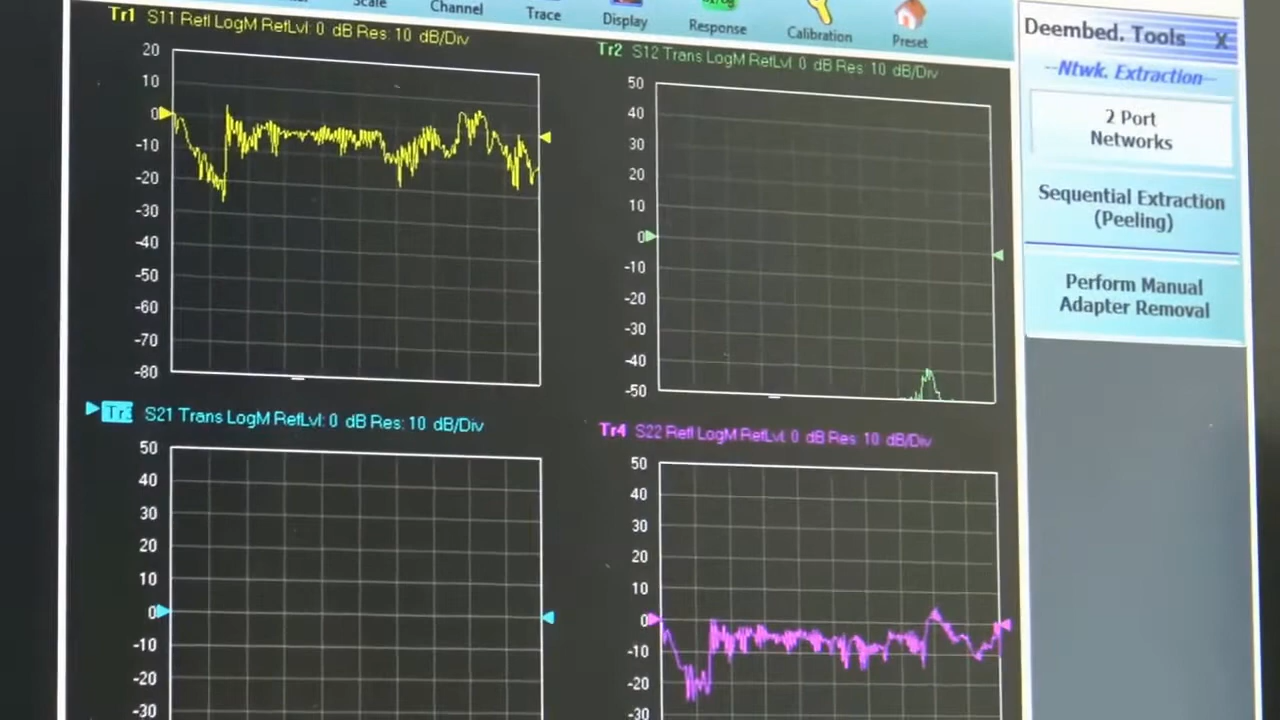 Scale
Channel
Trace
Display
Response
Calibration
Preset
Tr1 S11 Refl LogM RefLvl: 0 dB Res: 10 dB/Div
20
10
0
-10
-20
-30
-40
-50
-60
-70
-80
Tr2 S12 Trans LogM RefLvl: 0 dB Res: 10 dB/Div
50
40
30
20
10
0
-10
-20
-30
-40
-50
Tr3 S21 Trans LogM RefLvl: 0 dB Res: 10 dB/Div
50
40
30
20
10
0
-10
-20
-30
Tr4 S22 Refl LogM RefLvl: 0 dB Res: 10 dB/Div
50
40
30
20
10
0
-10
-20
-30
Deembed. Tools X
--Ntwk. Extraction--
2 Port
Networks
Sequential Extraction
(Peeling)
Perform Manual
Adapter Removal